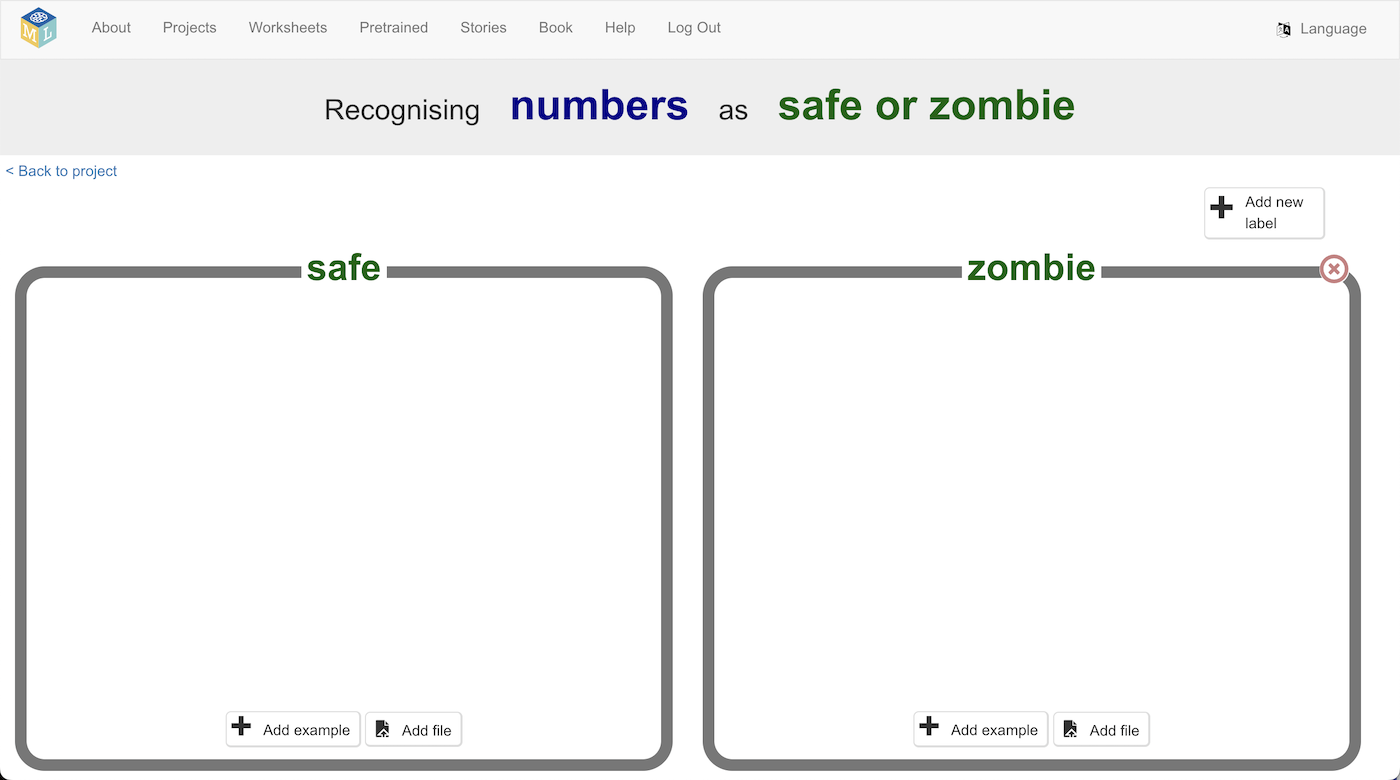 M L About Projects Worksheets Pretrained Stories Book Help Log Out Language
Recognising numbers as safe or zombie
< Back to project
Add new
label
safe zombie
Add example Add file Add example Add file